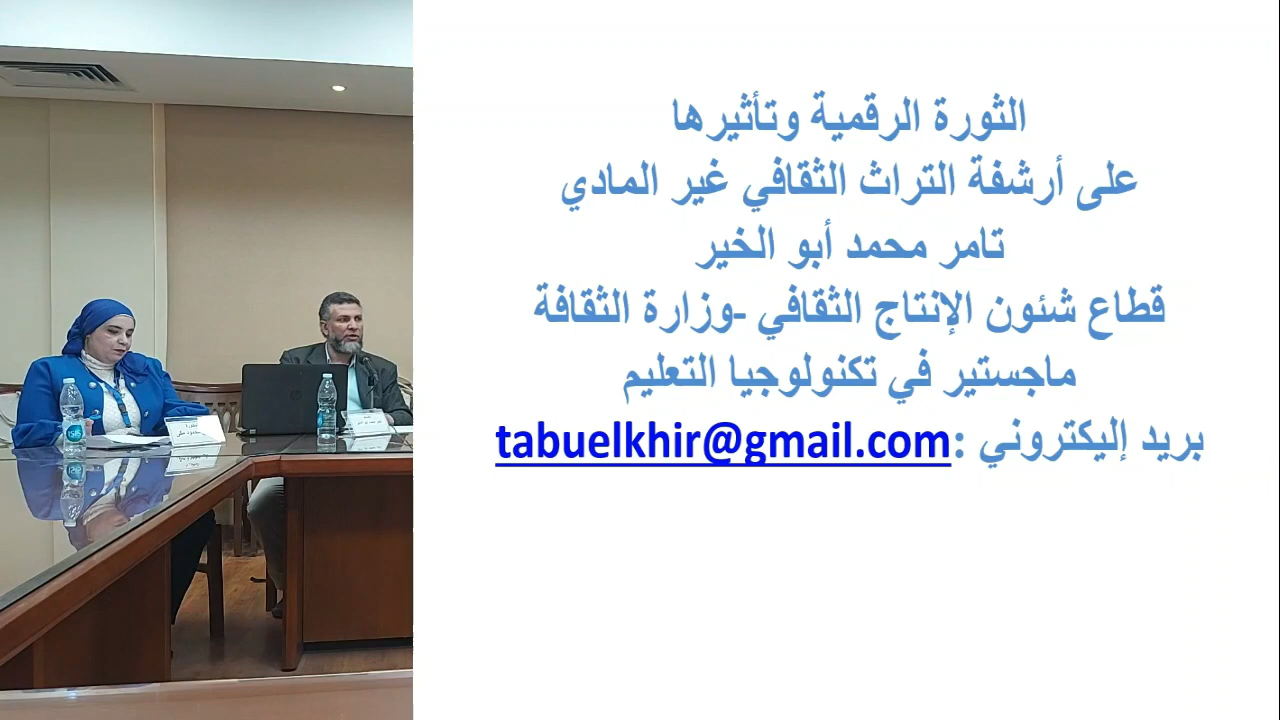 الثورة الرقمية وتأثيرها
على أرشفة التراث الثقافي غير المادي
تامر محمد أبو الخير
قطاع شئون الإنتاج الثقافي -وزارة الثقافة
ماجستير في تكنولوجيا التعليم
بريد إليكتروني :tabuelkhir@gmail.com